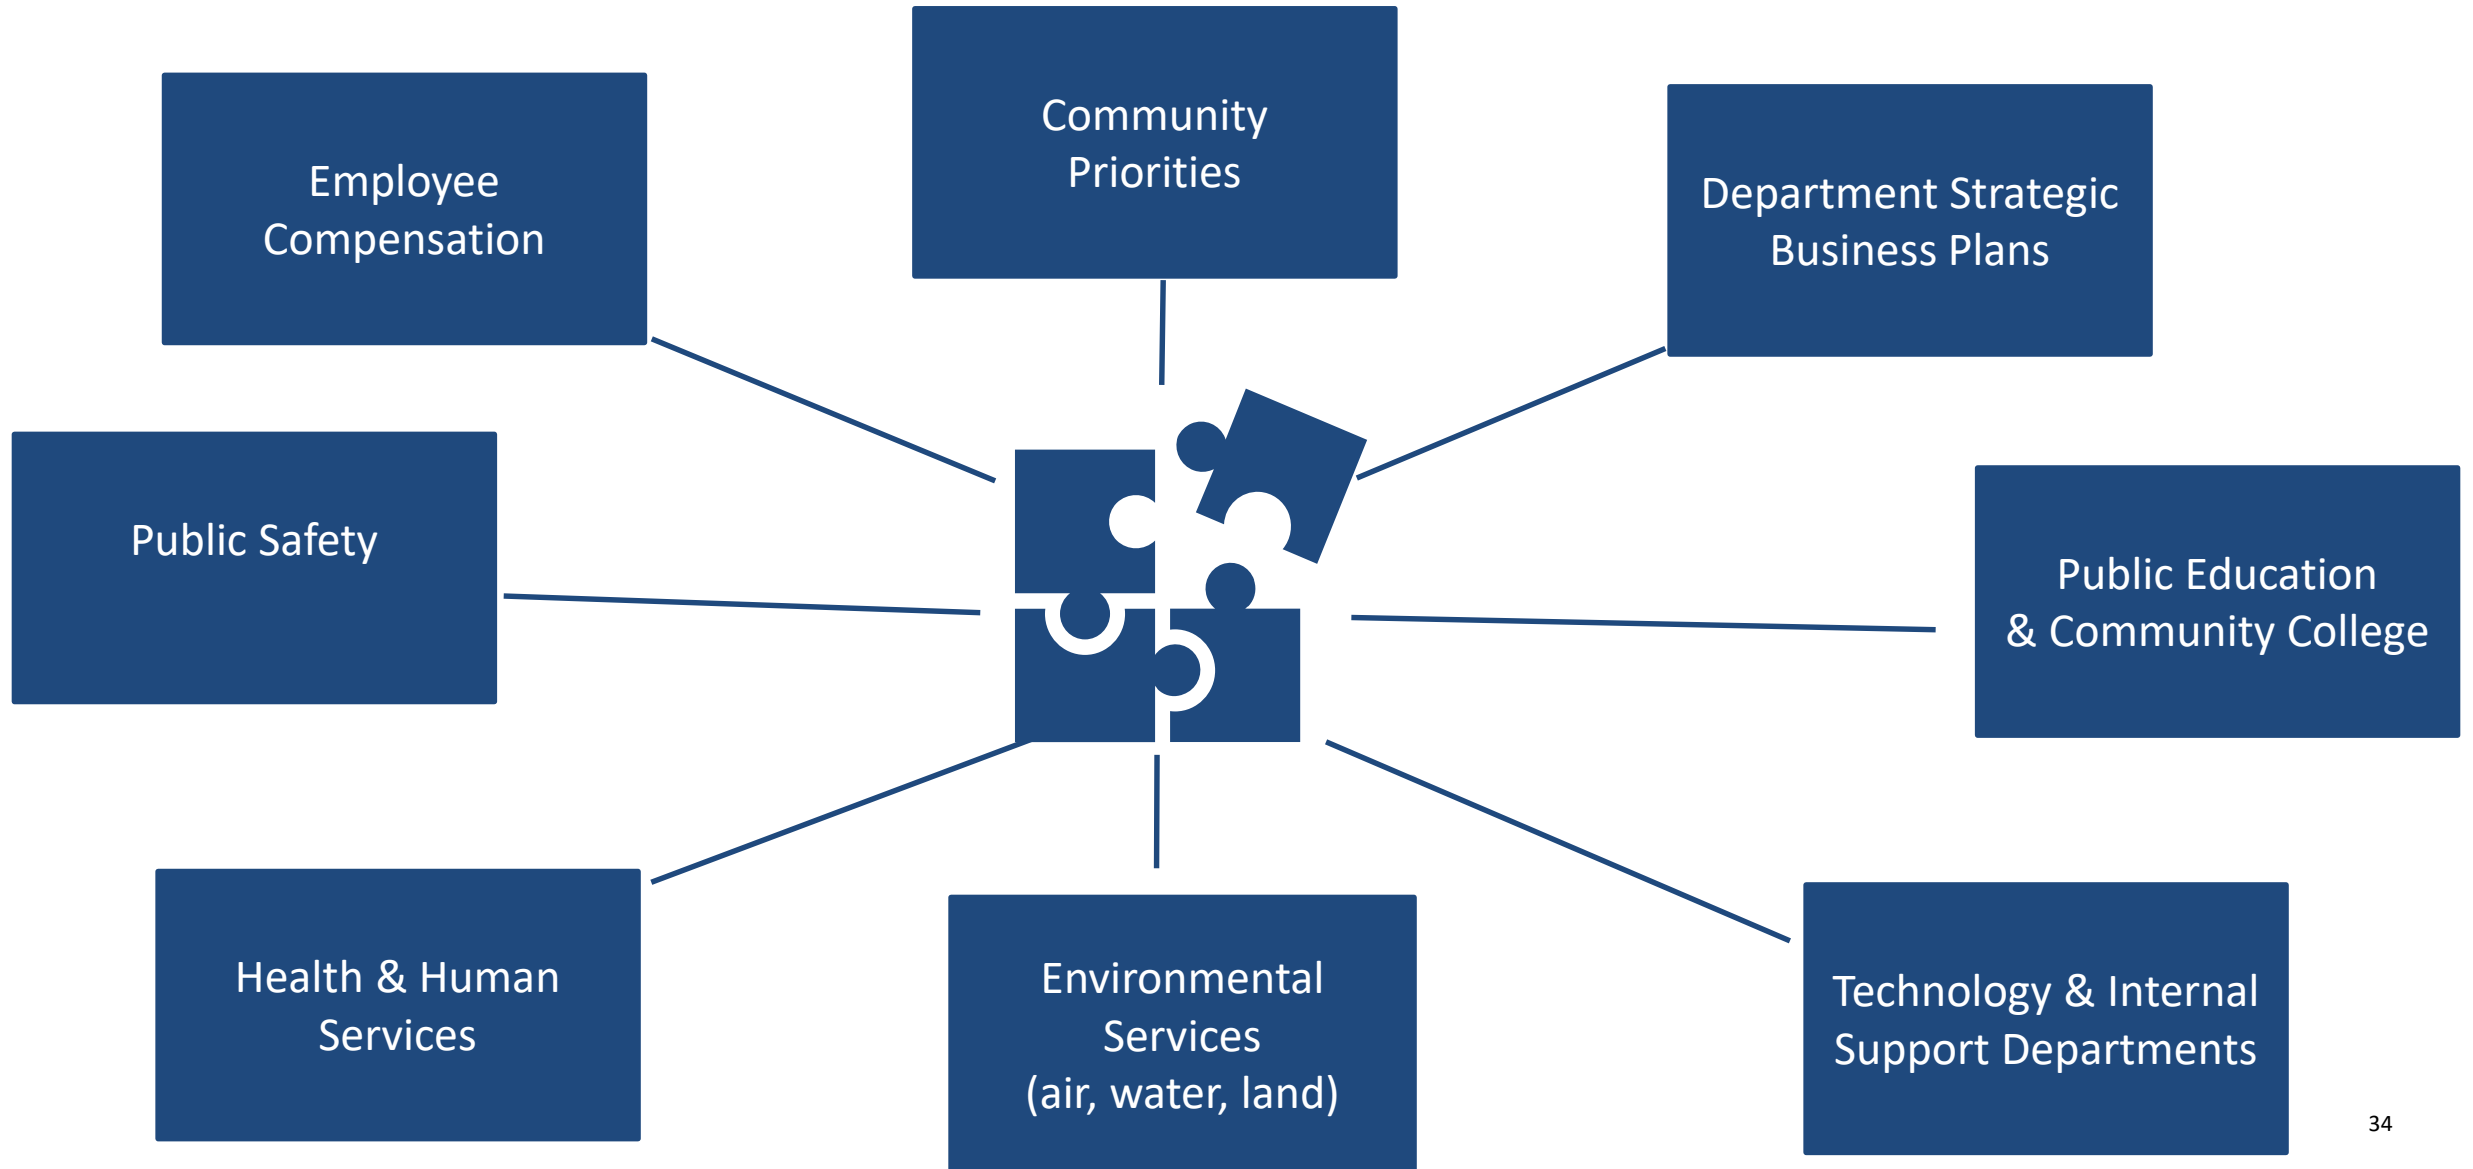 Community
Priorities
Employee
Compensation
Department Strategic
Business Plans
Public Safety
Public Education
& Community College
Health & Human
Services
Environmental
Services
(air, water, land)
Technology & Internal
Support Departments
34